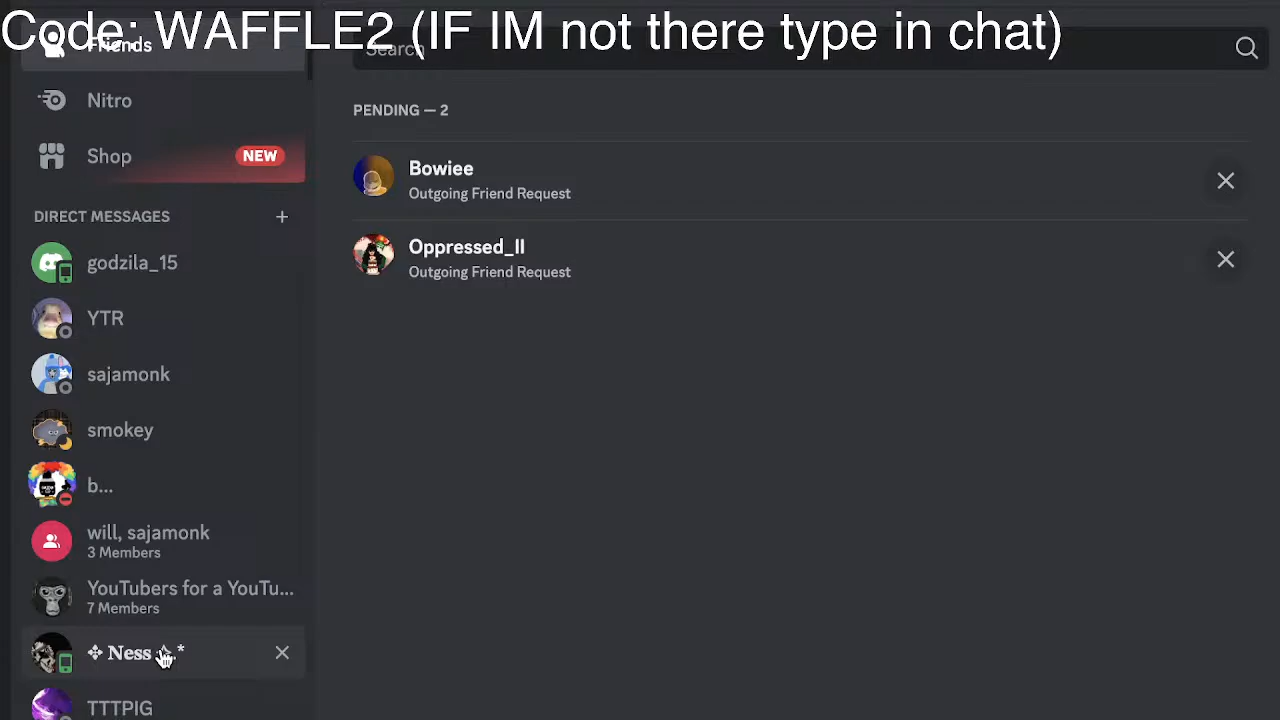 Code: WAFFLE2 (IF IM not there type in chat)
Friends
Search
Nitro
Shop
NEW
DIRECT MESSAGES
+
godzila_15
YTR
sajamonk
smokey
b...
will, sajamonk
3 Members
YouTubers for a YouTu...
7 Members
Ness
TTTPIG
PENDING — 2
Bowiee
Outgoing Friend Request
Oppressed_II
Outgoing Friend Request